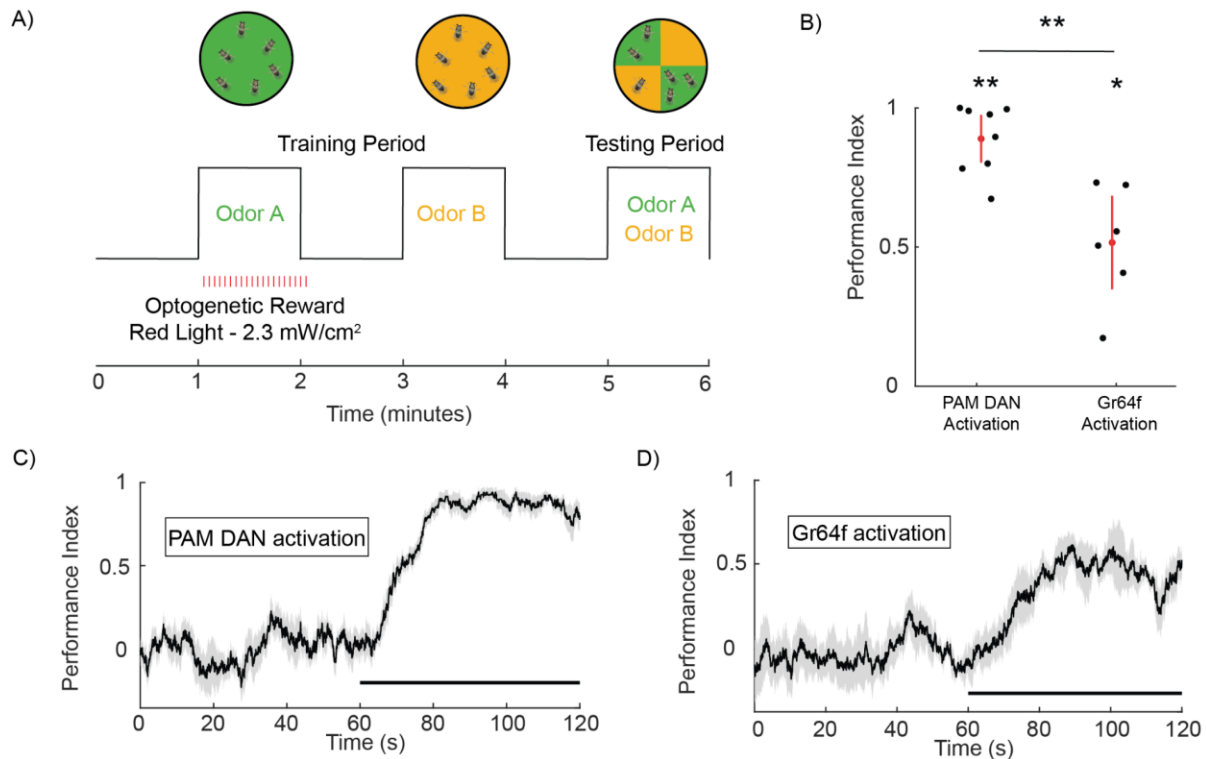 A)
Training Period
Testing Period
Odor A
Odor B
Odor A
Odor B
Optogenetic Reward
Red Light - 2.3 mW/cm²
0 1 2 3 4 5 6
Time (minutes)
B)
**
** *
Performance Index
1
0.5
0
PAM DAN
Activation
Gr64f
Activation
C)
Performance Index
1
0.5
0
PAM DAN activation
0 20 40 60 80 100 120
Time (s)
D)
Performance Index
1
0.5
0
Gr64f activation
0 20 40 60 80 100 120
Time (s)